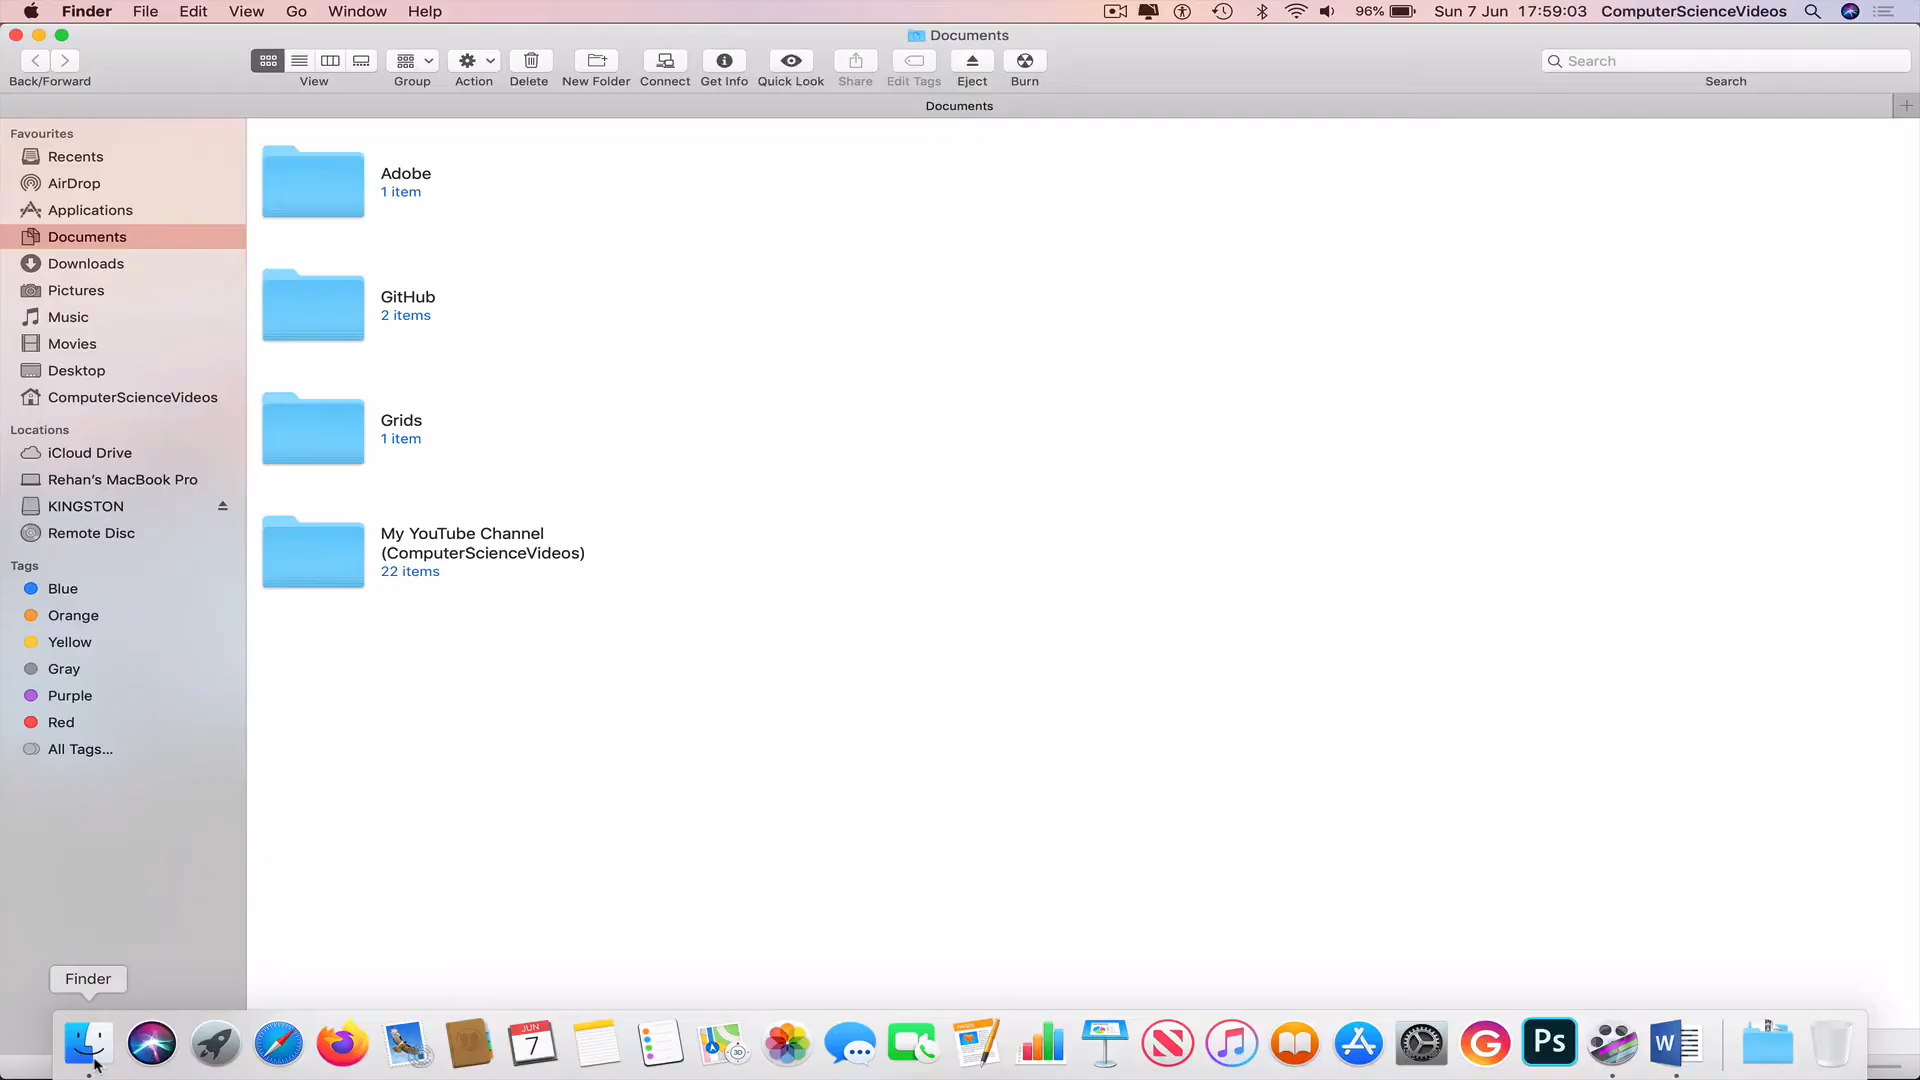 Finder File Edit View Go Window Help 96% Sun 7 Jun 17:59:03 ComputerScienceVideos
Documents
Back/Forward View Group Action Delete New Folder Connect Get Info Quick Look Share Edit Tags Eject Burn Search
Search
Documents
Favourites
Recents
AirDrop
Applications
Documents
Downloads
Pictures
Music
Movies
Desktop
ComputerScienceVideos
Locations
iCloud Drive
Rehan’s MacBook Pro
KINGSTON
Remote Disc
Tags
Blue
Orange
Yellow
Gray
Purple
Red
All Tags...
Adobe
1 item
GitHub
2 items
Grids
1 item
My YouTube Channel
(ComputerScienceVideos)
22 items
Finder
JUN
7
3D
PAGES
G
Ps
W